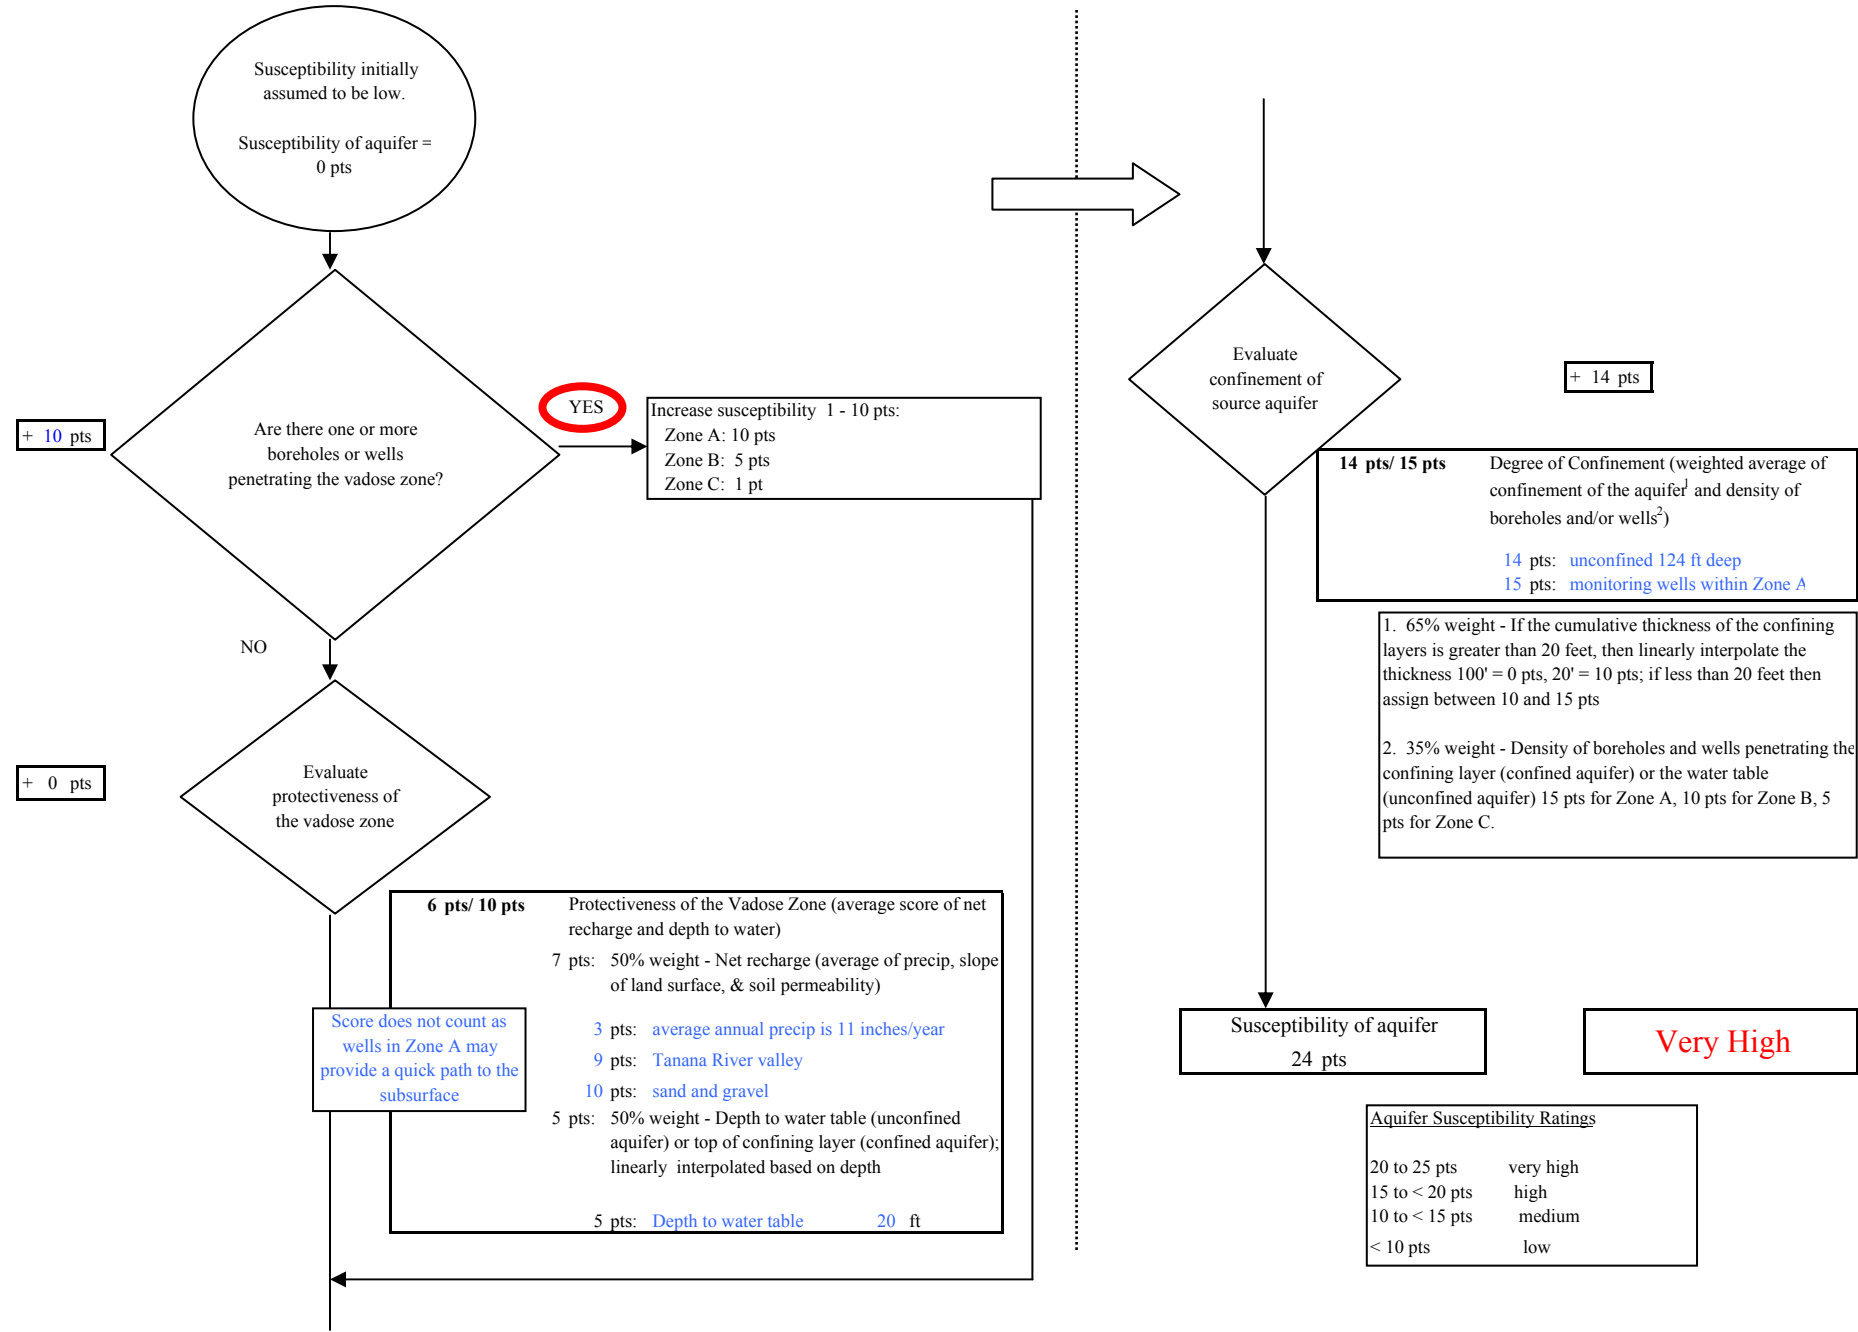 Susceptibility initially
assumed to be low.
Susceptibility of aquifer =
0 pts
+ 10 pts
Are there one or more
boreholes or wells
penetrating the vadose zone?
YES
Increase susceptibility 1 - 10 pts:
Zone A: 10 pts
Zone B: 5 pts
Zone C: 1 pt
NO
+ 0 pts
Evaluate
protectiveness of
the vadose zone
6 pts/ 10 pts Protectiveness of the Vadose Zone (average score of net
recharge and depth to water)
7 pts: 50% weight - Net recharge (average of precip, slope
of land surface, & soil permeability)
Score does not count as
wells in Zone A may
provide a quick path to the
subsurface
3 pts: average annual precip is 11 inches/year
9 pts: Tanana River valley
10 pts: sand and gravel
5 pts: 50% weight - Depth to water table (unconfined
aquifer) or top of confining layer (confined aquifer);
linearly interpolated based on depth
5 pts: Depth to water table 20 ft
Evaluate
confinement of
source aquifer
+ 14 pts
14 pts/ 15 pts Degree of Confinement (weighted average of
confinement of the aquifer1 and density of
boreholes and/or wells2)
14 pts: unconfined 124 ft deep
15 pts: monitoring wells within Zone A
1. 65% weight - If the cumulative thickness of the confining
layers is greater than 20 feet, then linearly interpolate the
thickness 100' = 0 pts, 20' = 10 pts; if less than 20 feet then
assign between 10 and 15 pts
2. 35% weight - Density of boreholes and wells penetrating the
confining layer (confined aquifer) or the water table
(unconfined aquifer) 15 pts for Zone A, 10 pts for Zone B, 5
pts for Zone C.
Susceptibility of aquifer
24 pts
Very High
Aquifer Susceptibility Ratings
20 to 25 pts very high
15 to < 20 pts high
10 to < 15 pts medium
< 10 pts low